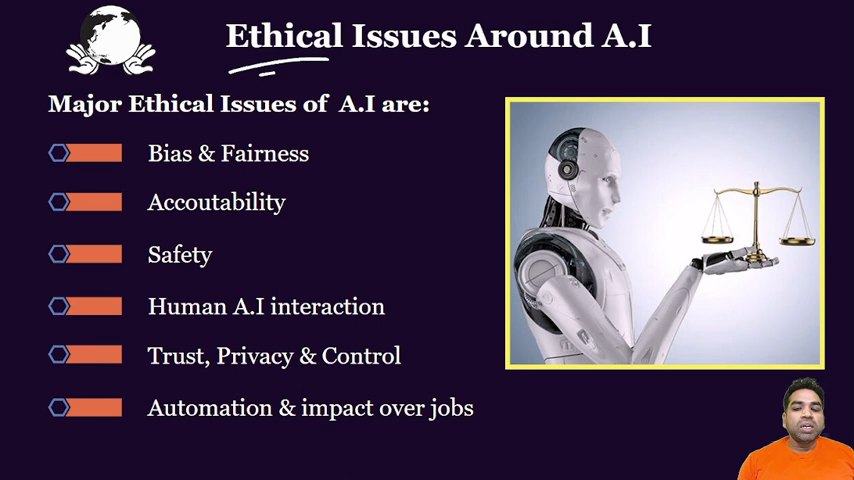 Ethical Issues Around A.I
Major Ethical Issues of A.I are:
Bias & Fairness
Accoutability
Safety
Human A.I interaction
Trust, Privacy & Control
Automation & impact over jobs